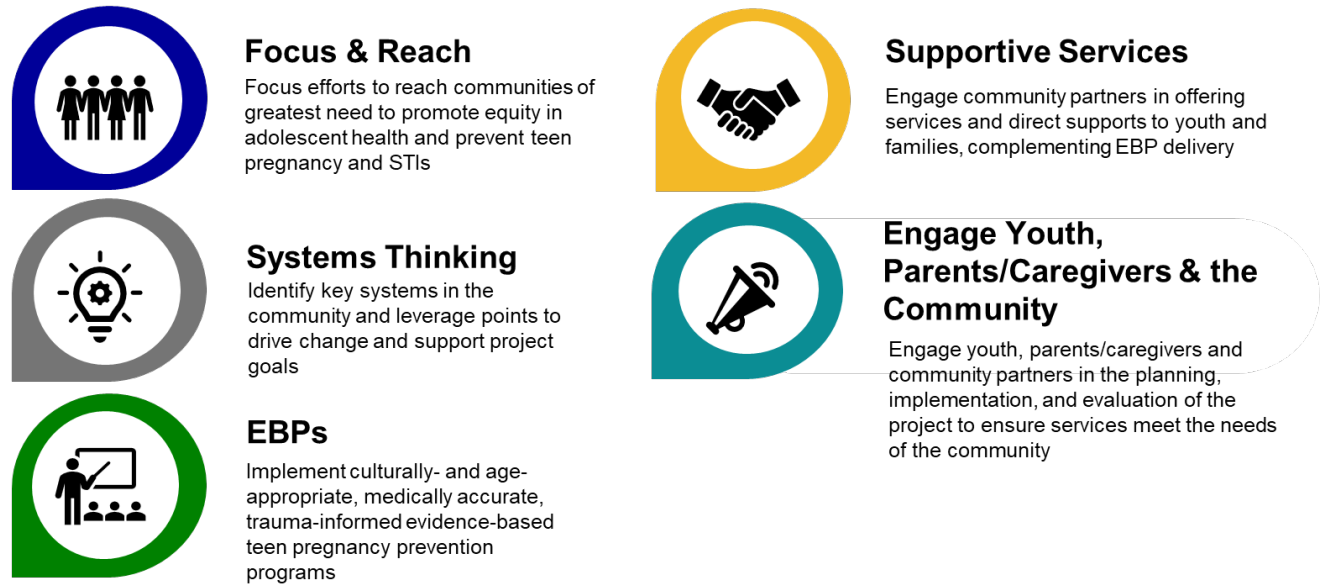 Focus & Reach
Focus efforts to reach communities of
greatest need to promote equity in
adolescent health and prevent teen
pregnancy and STIs
Systems Thinking
Identify key systems in the
community and leverage points to
drive change and support project
goals
EBPs
Implement culturally- and age-
appropriate, medically accurate,
trauma-informed evidence-based
teen pregnancy prevention
programs
Supportive Services
Engage community partners in offering
services and direct supports to youth and
families, complementing EBP delivery
Engage Youth,
Parents/Caregivers & the
Community
Engage youth, parents/caregivers and
community partners in the planning,
implementation, and evaluation of the
project to ensure services meet the needs
of the community